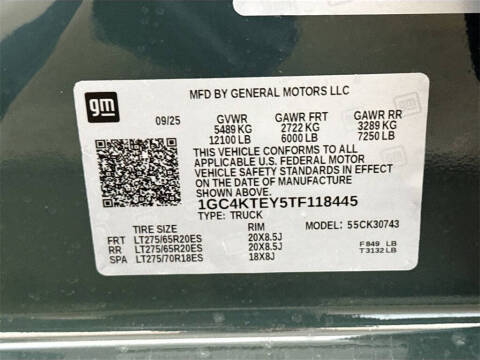 gm
MFD BY GENERAL MOTORS LLC
09/25 GVWR GAWR FRT GAWR RR
5489 KG 2722 KG 3289 KG
12100 LB 6000 LB 7250 LB
THIS VEHICLE CONFORMS TO ALL
APPLICABLE U.S. FEDERAL MOTOR
VEHICLE SAFETY STANDARDS IN EFFECT
ON THE DATE OF MANUFACTURE
SHOWN ABOVE.
1GC4KTEY5TF118445
TYPE: TRUCK
TIRE SIZE RIM MODEL: 55CK30743
FRT LT275/65R20ES 20X8.5J F 849 LB
RR LT275/65R20ES 20X8.5J T3132 LB
SPA LT275/70R18ES 18X8J